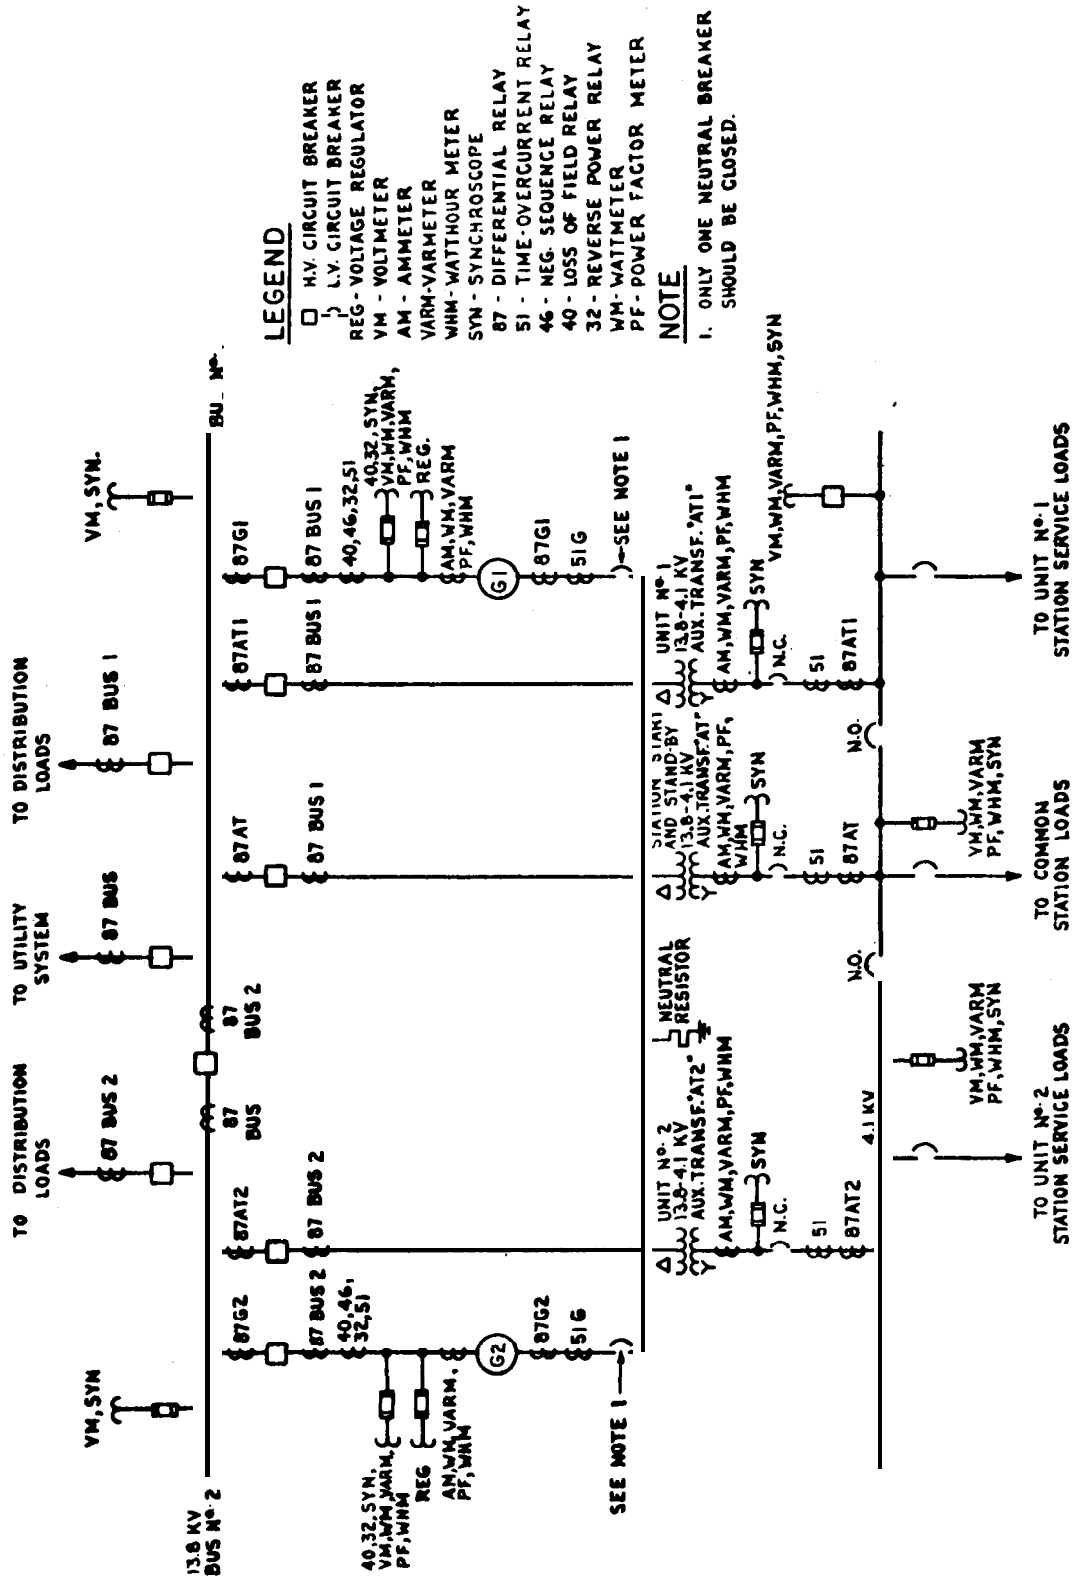 TO DISTRIBUTION
LOADS
TO UTILITY
SYSTEM
TO DISTRIBUTION
LOADS
VM, SYN
87 BUS 2
87 BUS
87 BUS 1
VM, SYN.
13.8 KV
BUS Nº 2
87
BUS
87
BUS 2
Nº
87G2
87AT2
87AT
87AT1
87G1
87 BUS 2
87 BUS 2
87 BUS 1
87 BUS 1
87 BUS 1
40,46,
32,51
40,46,32,51
40,32,SYN,
VM,WM,VARM,
PF,WHM
REG
AM,WM,VARM,
PF,WHM
40,32,SYN,
VM,WM,VARM,
PF,WHM
REG.
AM,WM,VARM
PF,WHM
G2
G1
87G2
51G
87G1
51G
SEE NOTE 1
SEE NOTE 1
UNIT Nº 2
13.8-4.1 KV
AUX.TRANSF."AT2"
AM,WM,VARM,PF,WHM
SYN
N.C.
51
87AT2
NEUTRAL
RESISTOR
STATION START
AND STAND-BY
13.8-4.1 KV
AUX.TRANSF."AT"
AM,WM,VARM,PF,
WHM
SYN
N.C.
51
87AT
UNIT Nº 1
13.8-4.1 KV
AUX.TRANSF."AT1"
AM,WM,VARM,PF,WHM
SYN
N.C.
51
87AT1
VM,WM,VARM,PF,WHM,SYN
4.1 KV
N.O.
N.O.
VM,WM,VARM
PF,WHM,SYN
VM,WM,VARM
PF,WHM,SYN
TO UNIT Nº 2
STATION SERVICE LOADS
TO COMMON
STATION LOADS
TO UNIT Nº 1
STATION SERVICE LOADS
LEGEND
H.V. CIRCUIT BREAKER
L.V. CIRCUIT BREAKER
REG - VOLTAGE REGULATOR
VM - VOLTMETER
AM - AMMETER
VARM-VARMETER
WHM-WATTHOUR METER
SYN- SYNCHROSCOPE
87 - DIFFERENTIAL RELAY
51 - TIME-OVERCURRENT RELAY
46 - NEG. SEQUENCE RELAY
40 - LOSS OF FIELD RELAY
32 - REVERSE POWER RELAY
WM-WATTMETER
PF- POWER FACTOR METER
NOTE
1. ONLY ONE NEUTRAL BREAKER
SHOULD BE CLOSED.